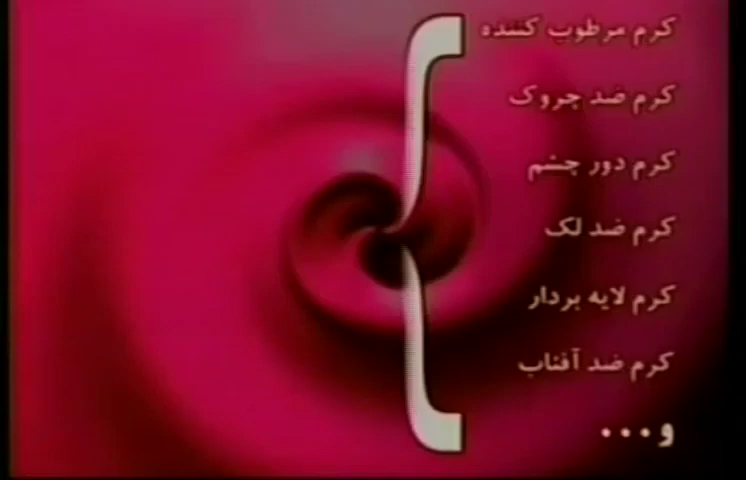 کرم مرطوب کننده
کرم ضد چروک
کرم دور چشم
کرم ضد لک
کرم لایه بردار
کرم ضد آفتاب
و...